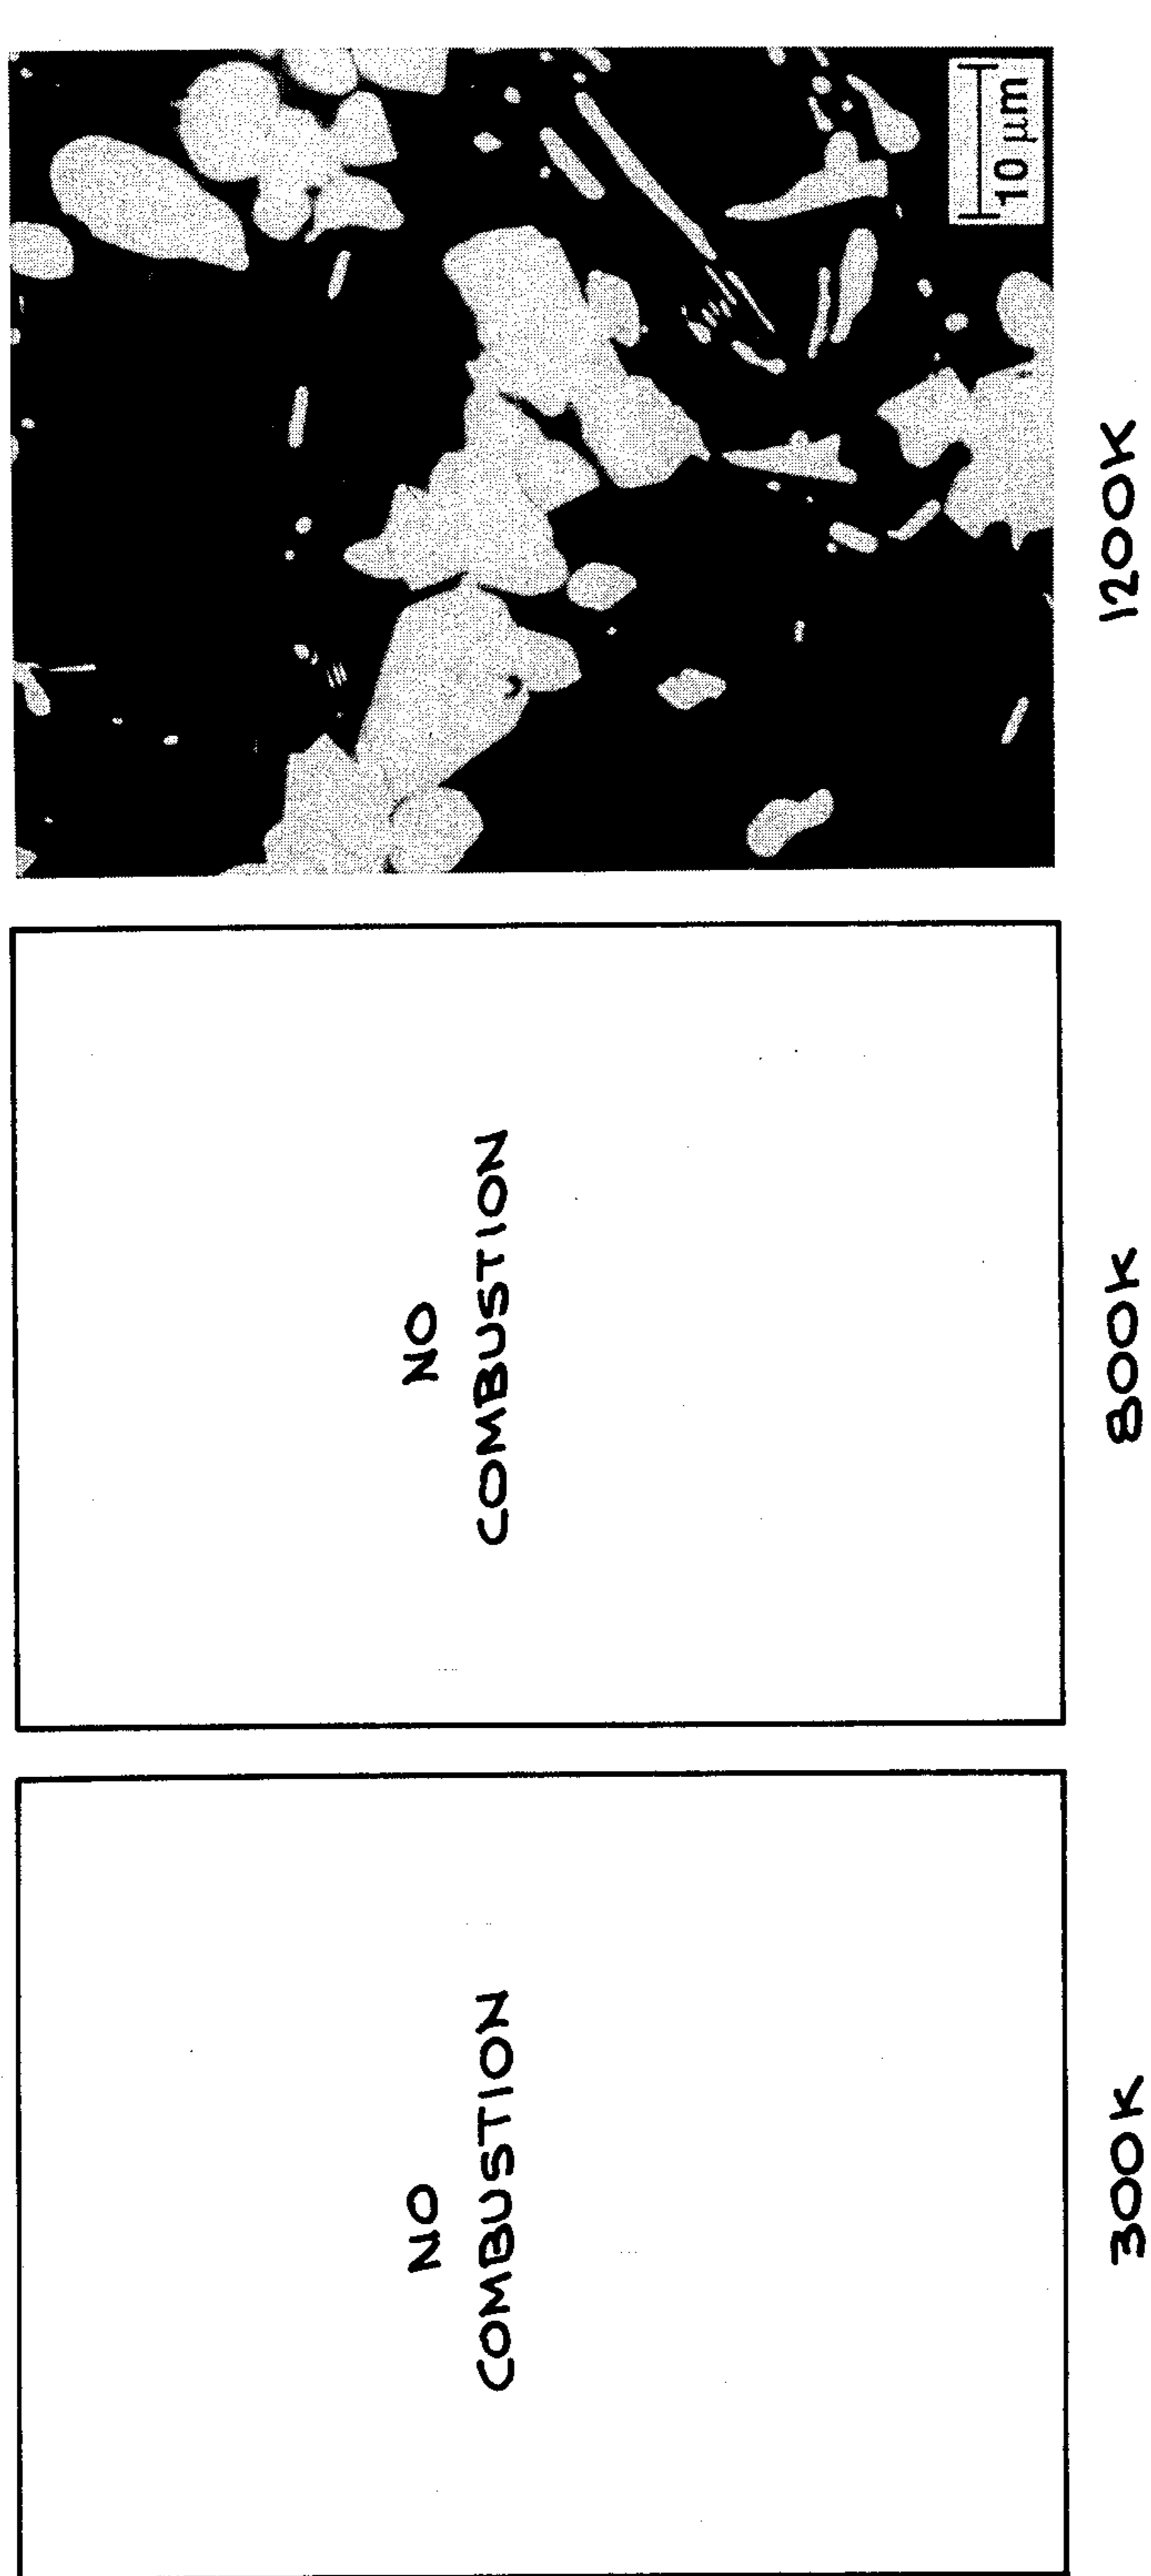 NO
COMBUSTION
300K
NO
COMBUSTION
800K
10 µm
1200K